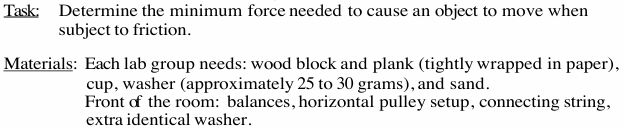 Task: Determine the minimum force needed to cause an object to move when
subject to friction.
Materials: Each lab group needs: wood block and plank (tightly wrapped in paper),
cup, washer (approximately 25 to 30 grams), and sand.
Front of the room: balances, horizontal pulley setup, connecting string,
extra identical washer.